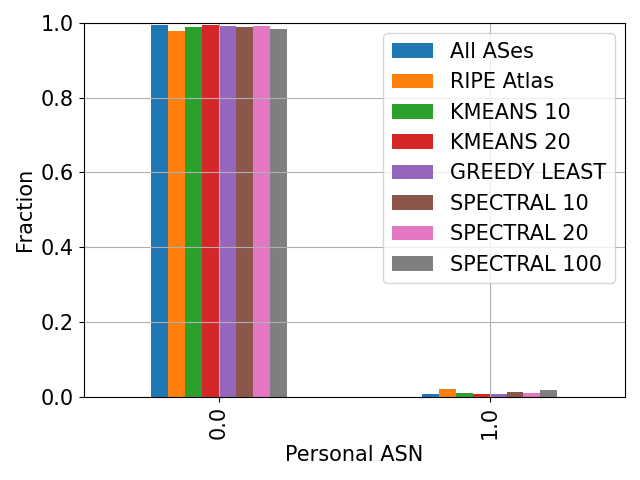 1.0
0.8
0.6
0.4
0.2
0.0
Fraction
All ASes
RIPE Atlas
KMEANS 10
KMEANS 20
GREEDY LEAST
SPECTRAL 10
SPECTRAL 20
SPECTRAL 100
0.0
1.0
Personal ASN